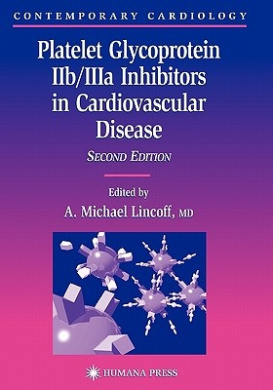 CONTEMPORARY CARDIOLOGY
Platelet Glycoprotein
IIb/IIIa Inhibitors
in Cardiovascular
Disease
SECOND EDITION
Edited by
A. Michael Lincoff, MD
HUMANA PRESS